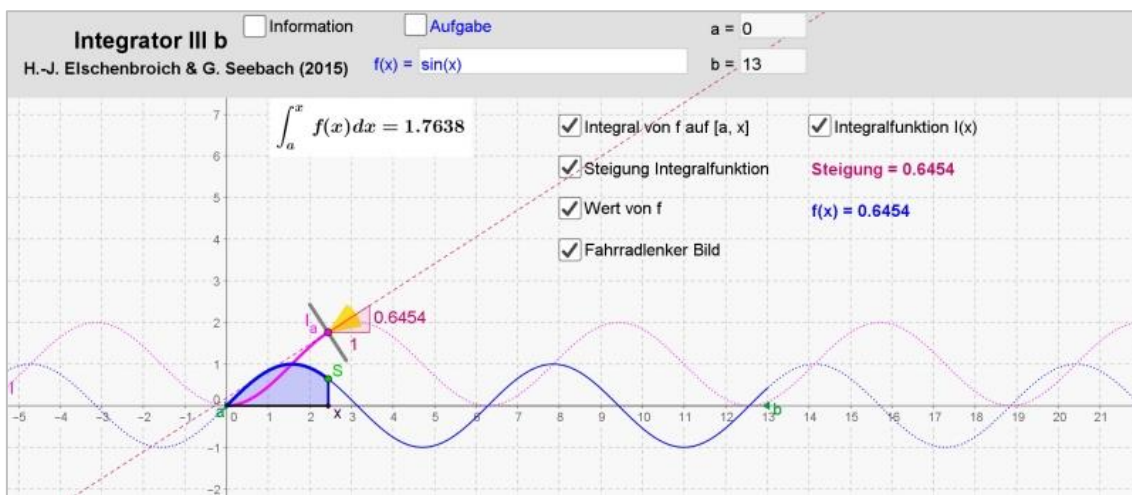 Integrator III b
H.-J. Elschenbroich & G. Seebach (2015)
Information
Aufgabe
f(x) = sin(x)
a = 0
b = 13
∫_a^x f(x)dx = 1.7638
Integral von f auf [a, x]
Integralfunktion I(x)
Steigung Integralfunktion
Steigung = 0.6454
Wert von f
f(x) = 0.6454
Fahrradlenker Bild
7
6
5
4
3
2
1
0
−1
−2
I_a
0.6454
1
S
I
a
x
b
−5 −4 −3 −2 −1 1 2 3 4 5 6 7 8 9 10 11 12 13 14 15 16 17 18 19 20 21